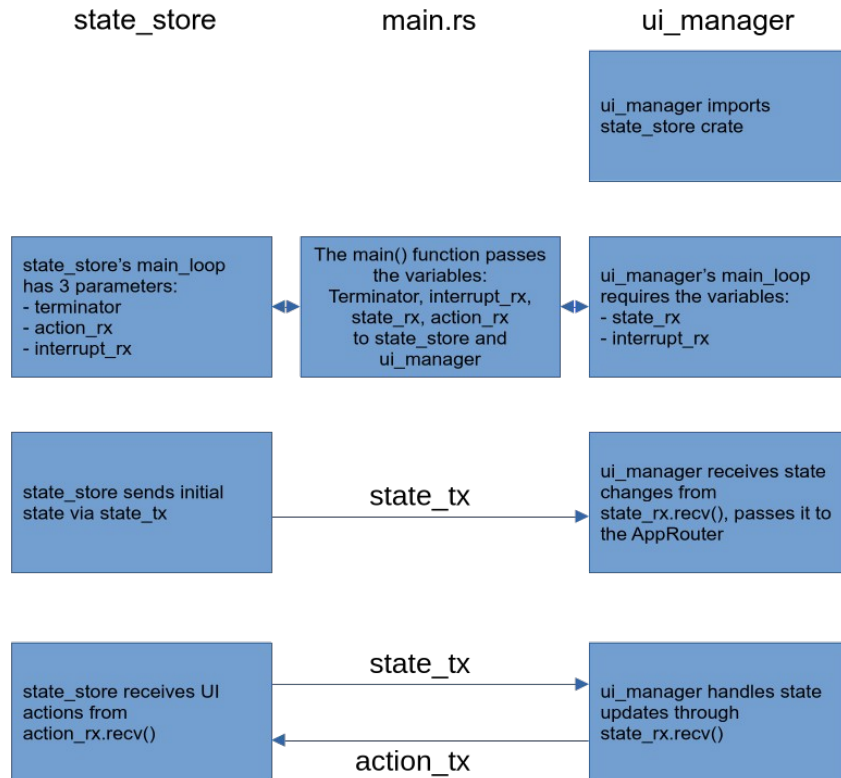 state_store
main.rs
ui_manager
ui_manager imports
state_store crate
state_store's main_loop
has 3 parameters:
- terminator
- action_rx
- interrupt_rx
The main() function passes
the variables:
Terminator, interrupt_rx,
state_rx, action_rx
to state_store and
ui_manager
ui_manager's main_loop
requires the variables:
- state_rx
- interrupt_rx
state_store sends initial
state via state_tx
state_tx
ui_manager receives state
changes from
state_rx.recv(), passes it to
the AppRouter
state_store receives UI
actions from
action_rx.recv()
state_tx
action_tx
ui_manager handles state
updates through
state_rx.recv()